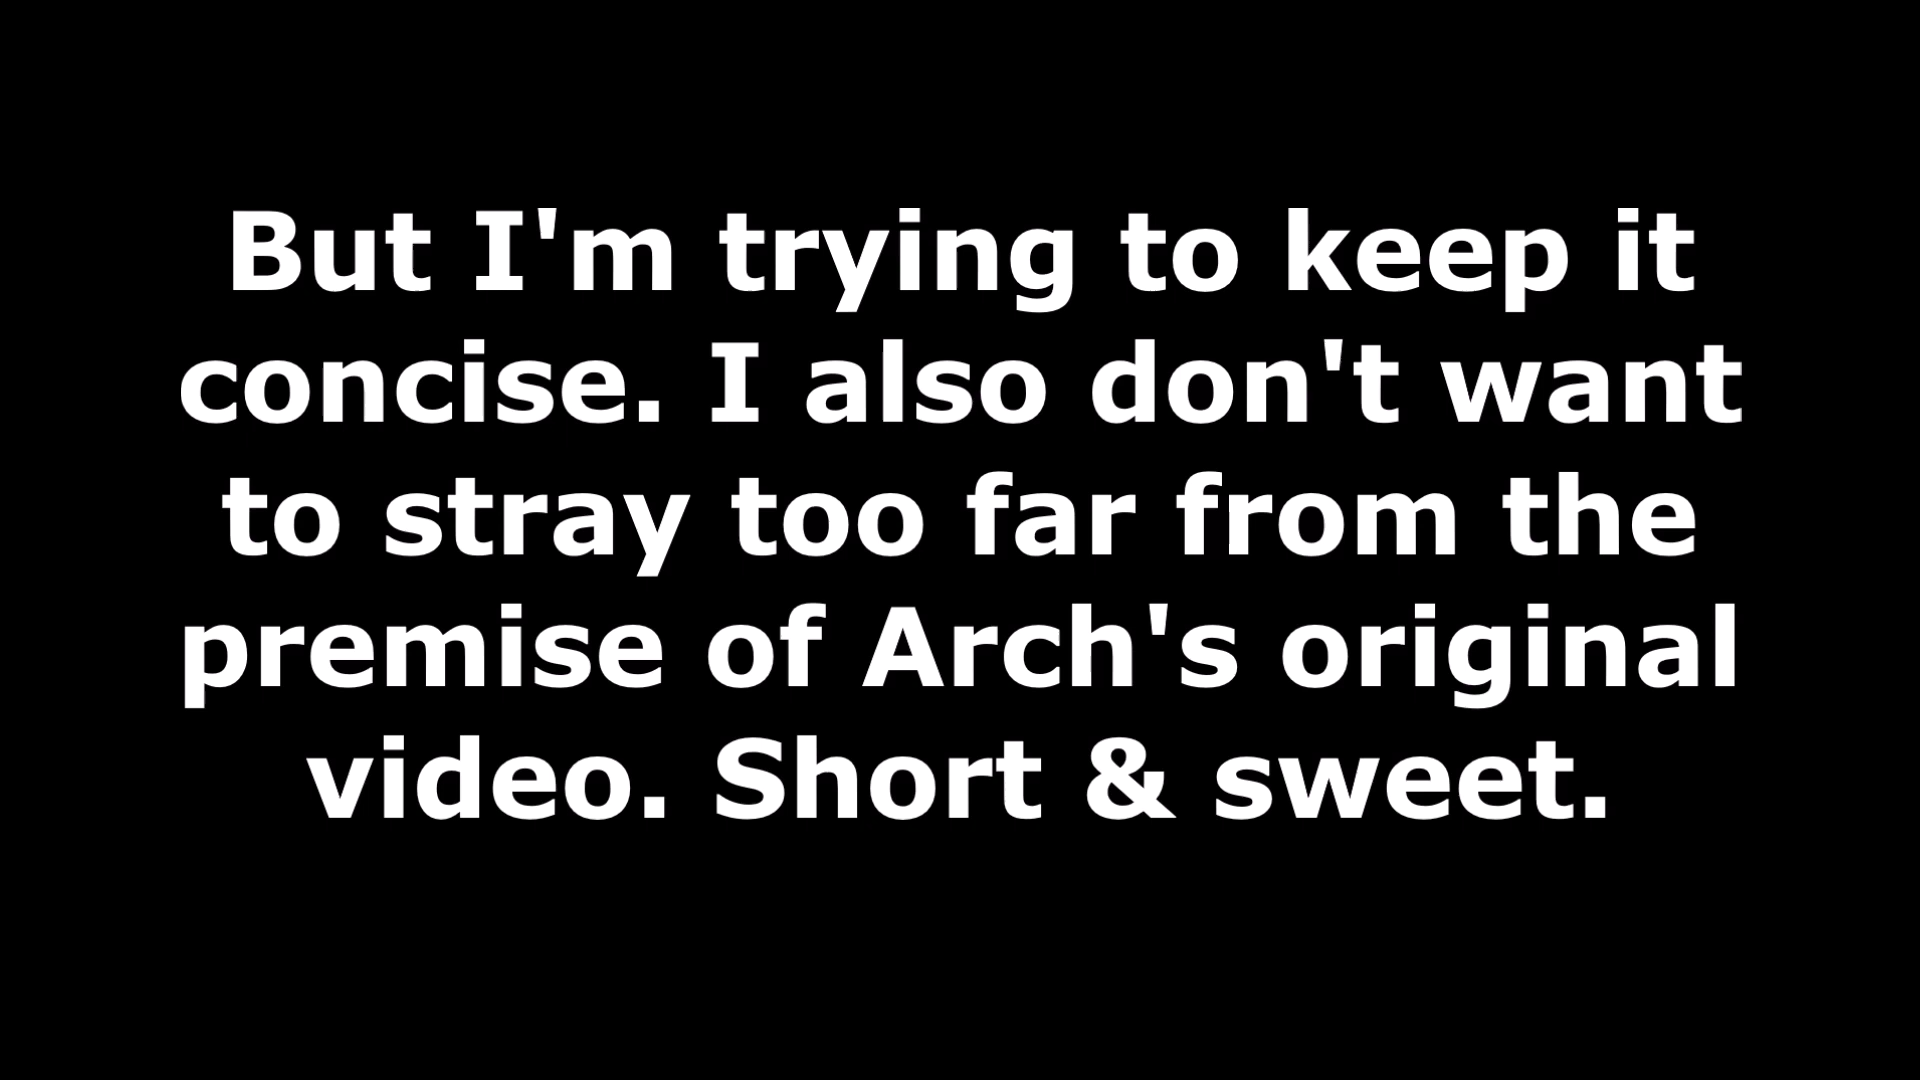 But I'm trying to keep it
concise. I also don't want
to stray too far from the
premise of Arch's original
video. Short & sweet.